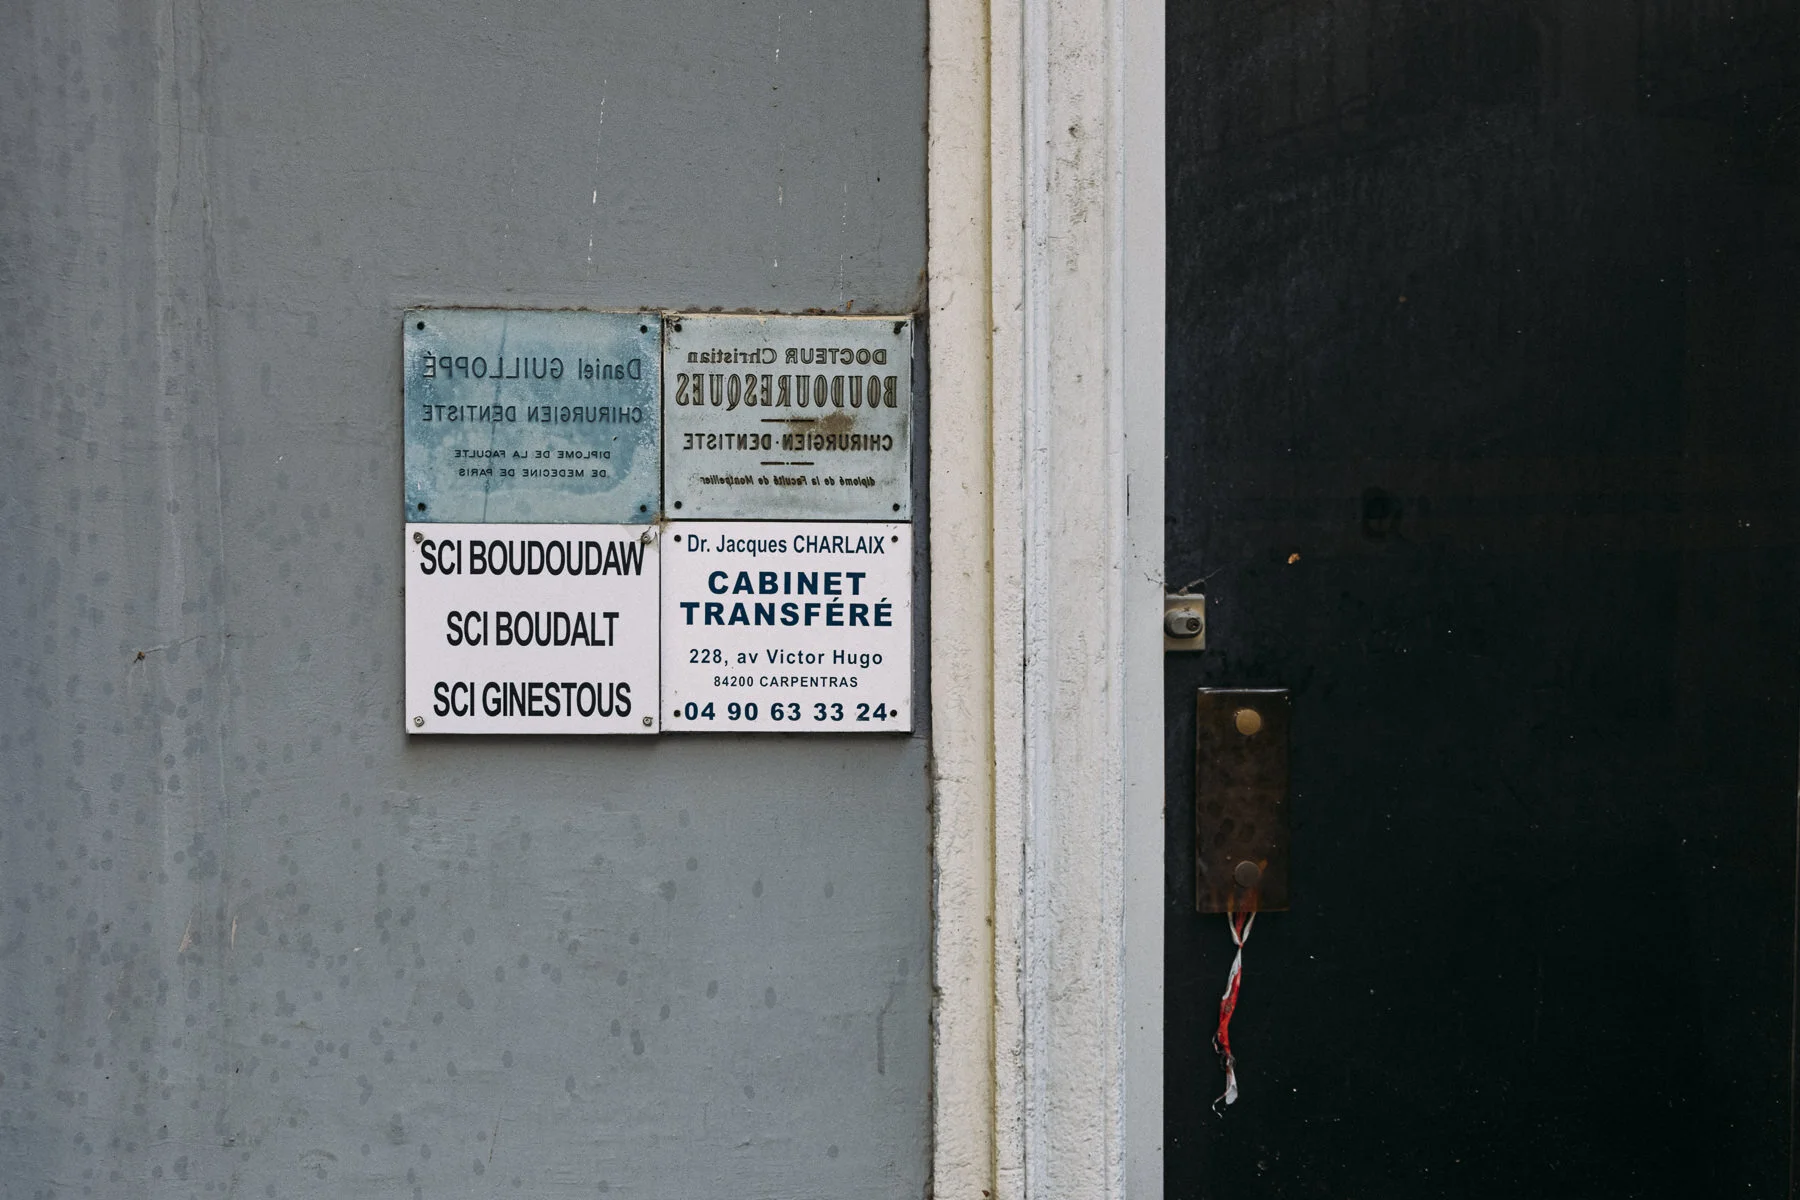 Daniel GUILLOPPÉ
CHIRURGIEN DENTISTE
DIPLOME DE LA FACULTE
DE MEDECINE DE PARIS
DOCTEUR Christian
BOUDOURESQUES
CHIRURGIEN-DENTISTE
diplomé de la Faculté de Montpellier
SCI BOUDOUDAW
SCI BOUDALT
SCI GINESTOUS
Dr. Jacques CHARLAIX
CABINET
TRANSFÉRÉ
228, av Victor Hugo
84200 CARPENTRAS
04 90 63 33 24